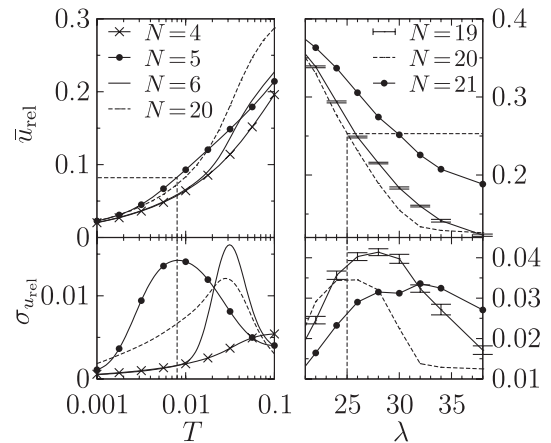 0.3
0.2
0.1
0
ū_rel
N = 4
N = 5
N = 6
N = 20
0.4
0.3
0.2
N = 19
N = 20
N = 21
0.01
0
σ_{u_rel}
0.04
0.03
0.02
0.01
0.001
0.01
0.1
T
25
30
35
λ